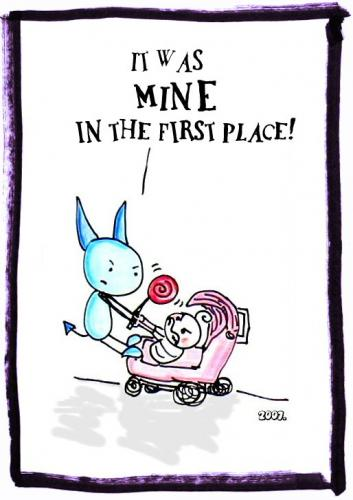 IT WAS
MINE
IN THE FIRST PLACE!
2007.